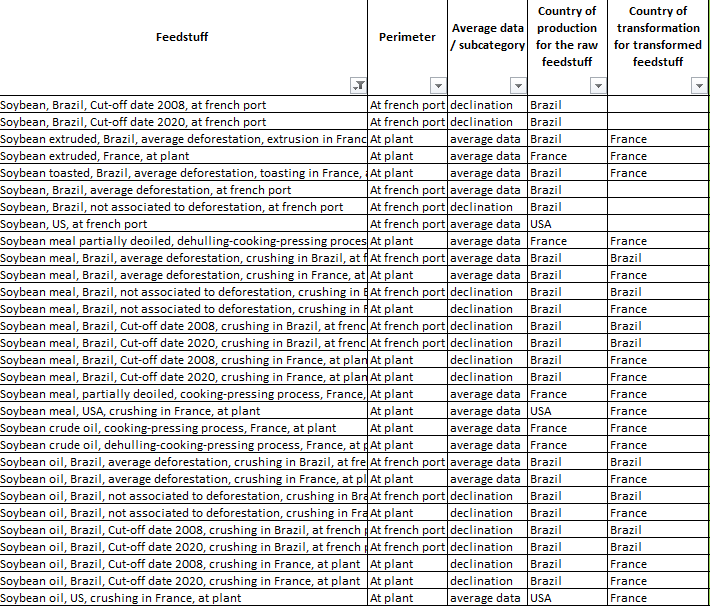 Feedstuff
Perimeter
Average data
/ subcategory
Country of
production
for the raw
feedstuff
Country of
transformation
for transformed
feedstuff
Soybean, Brazil, Cut-off date 2008, at french port At french port declination Brazil
Soybean, Brazil, Cut-off date 2020, at french port At french port declination Brazil
Soybean extruded, Brazil, average deforestation, extrusion in Franc At plant average data Brazil France
Soybean extruded, France, at plant At plant average data France France
Soybean toasted, Brazil, average deforestation, toasting in France, At plant average data Brazil France
Soybean, Brazil, average deforestation, at french port At french port average data Brazil
Soybean, Brazil, not associated to deforestation, at french port At french port declination Brazil
Soybean, US, at french port At french port average data USA
Soybean meal partially deoiled, dehulling-cooking-pressing proces At plant average data France France
Soybean meal, Brazil, average deforestation, crushing in Brazil, at f At french port average data Brazil Brazil
Soybean meal, Brazil, average deforestation, crushing in France, at At plant average data Brazil France
Soybean meal, Brazil, not associated to deforestation, crushing in B At french port declination Brazil Brazil
Soybean meal, Brazil, not associated to deforestation, crushing in F At plant declination Brazil France
Soybean meal, Brazil, Cut-off date 2008, crushing in Brazil, at frenc At french port declination Brazil Brazil
Soybean meal, Brazil, Cut-off date 2020, crushing in Brazil, at frenc At french port declination Brazil Brazil
Soybean meal, Brazil, Cut-off date 2008, crushing in France, at plan At plant declination Brazil France
Soybean meal, Brazil, Cut-off date 2020, crushing in France, at plan At plant declination Brazil France
Soybean meal, partially deoiled, cooking-pressing process, France, At plant average data France France
Soybean meal, USA, crushing in France, at plant At plant average data USA France
Soybean crude oil, cooking-pressing process, France, at plant At plant average data France France
Soybean crude oil, dehulling-cooking-pressing process, France, at p At plant average data France France
Soybean oil, Brazil, average deforestation, crushing in Brazil, at fre At french port average data Brazil Brazil
Soybean oil, Brazil, average deforestation, crushing in France, at pl At plant average data Brazil France
Soybean oil, Brazil, not associated to deforestation, crushing in Bra At french port declination Brazil Brazil
Soybean oil, Brazil, not associated to deforestation, crushing in Fra At plant declination Brazil France
Soybean oil, Brazil, Cut-off date 2008, crushing in Brazil, at french p At french port declination Brazil Brazil
Soybean oil, Brazil, Cut-off date 2020, crushing in Brazil, at french p At french port declination Brazil Brazil
Soybean oil, Brazil, Cut-off date 2008, crushing in France, at plant At plant declination Brazil France
Soybean oil, Brazil, Cut-off date 2020, crushing in France, at plant At plant declination Brazil France
Soybean oil, US, crushing in France, at plant At plant average data USA France